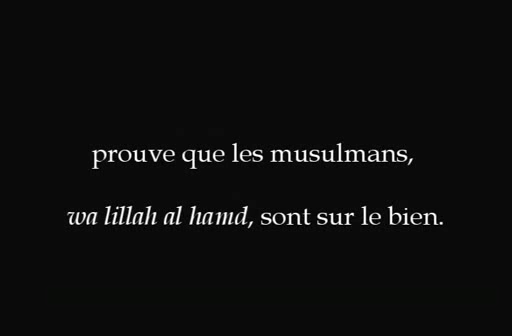 prouve que les musulmans,
wa lillah al hamd, sont sur le bien.